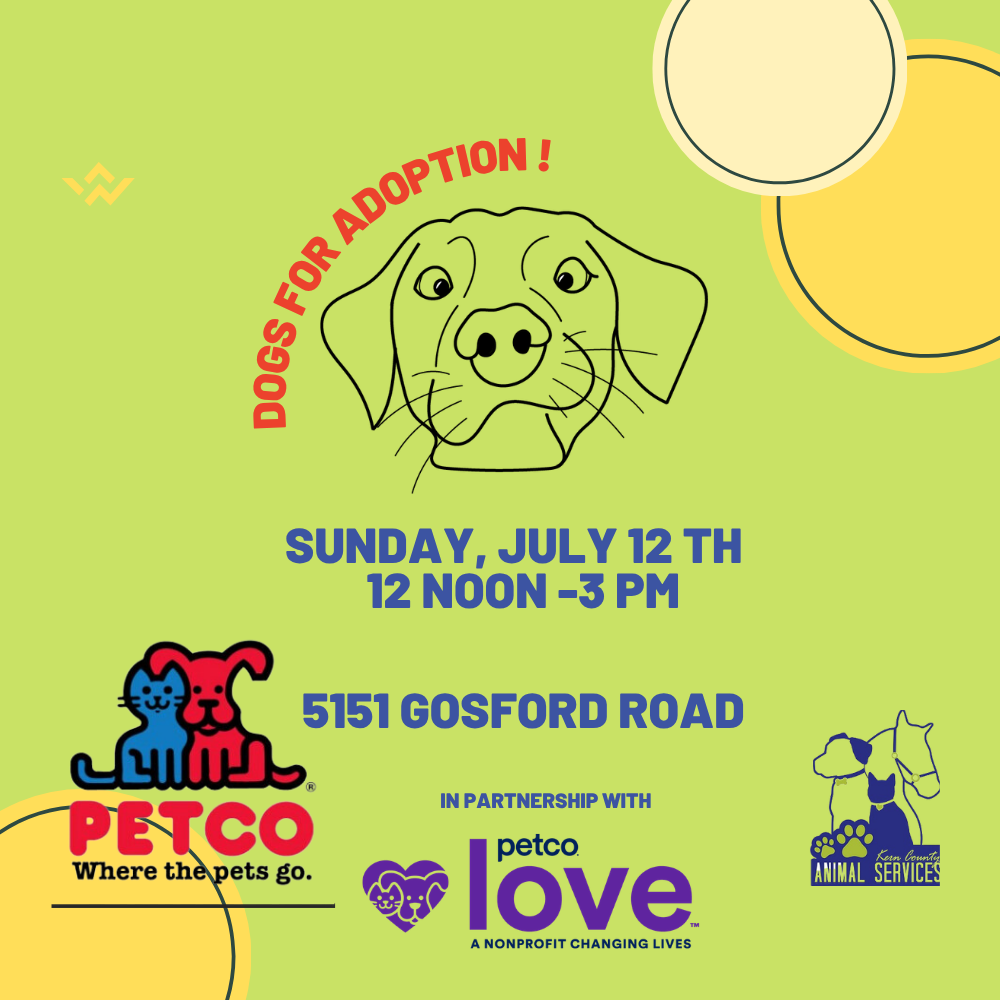 DOGS FOR ADOPTION !
SUNDAY, JULY 12 TH
12 NOON -3 PM
5151 GOSFORD ROAD
PETCO®
Where the pets go.
IN PARTNERSHIP WITH
petco
love™
A NONPROFIT CHANGING LIVES
Kern County
ANIMAL SERVICES